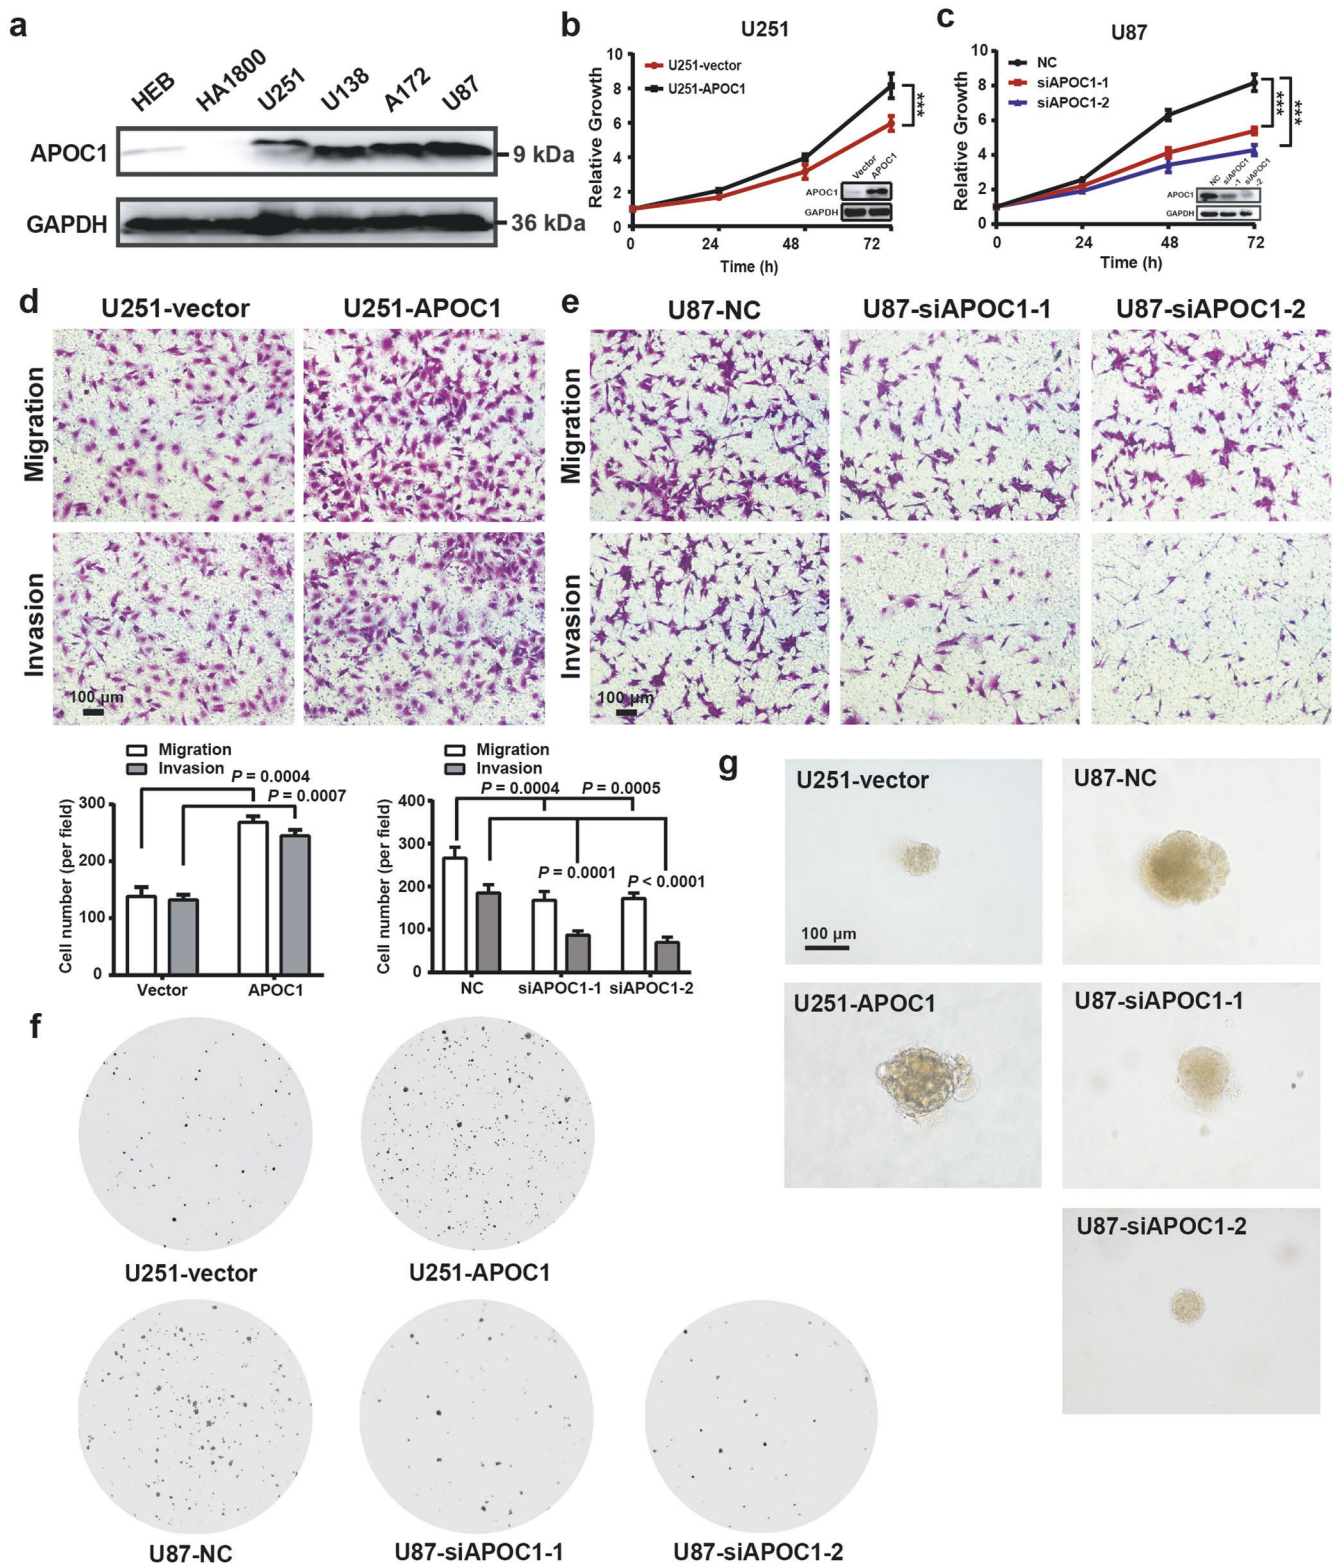 a
HEB HA1800 U251 U138 A172 U87
APOC1
9 kDa
GAPDH
36 kDa
b
U251
U251-vector
U251-APOC1
Relative Growth
10
8
6
4
2
0
0 24 48 72
Time (h)
***
Vector APOC1
APOC1
GAPDH
c
U87
NC
siAPOC1-1
siAPOC1-2
Relative Growth
10
8
6
4
2
0
0 24 48 72
Time (h)
***
***
NC siAPOC1-1 siAPOC1-2
APOC1
GAPDH
d
U251-vector U251-APOC1
Migration
Invasion
100 μm
Migration
Invasion
P = 0.0004
P = 0.0007
Cell number (per field)
300
200
100
0
Vector APOC1
e
U87-NC U87-siAPOC1-1 U87-siAPOC1-2
Migration
Invasion
100 μm
Migration
Invasion
P = 0.0004 P = 0.0005
P = 0.0001 P < 0.0001
Cell number (per field)
400
300
200
100
0
NC siAPOC1-1 siAPOC1-2
f
U251-vector U251-APOC1
U87-NC U87-siAPOC1-1 U87-siAPOC1-2
g
U251-vector U87-NC
100 μm
U251-APOC1 U87-siAPOC1-1
U87-siAPOC1-2